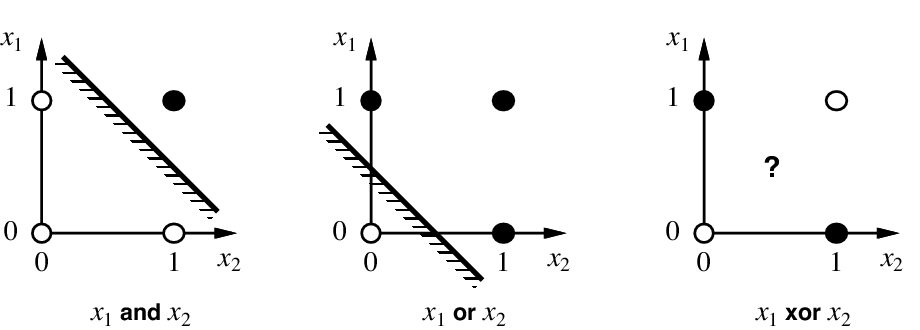 x₁ x₁ x₁
1 1 1
?
0 0 0
0 1 x₂ 0 1 x₂ 0 1 x₂
x₁ and x₂ x₁ or x₂ x₁ xor x₂